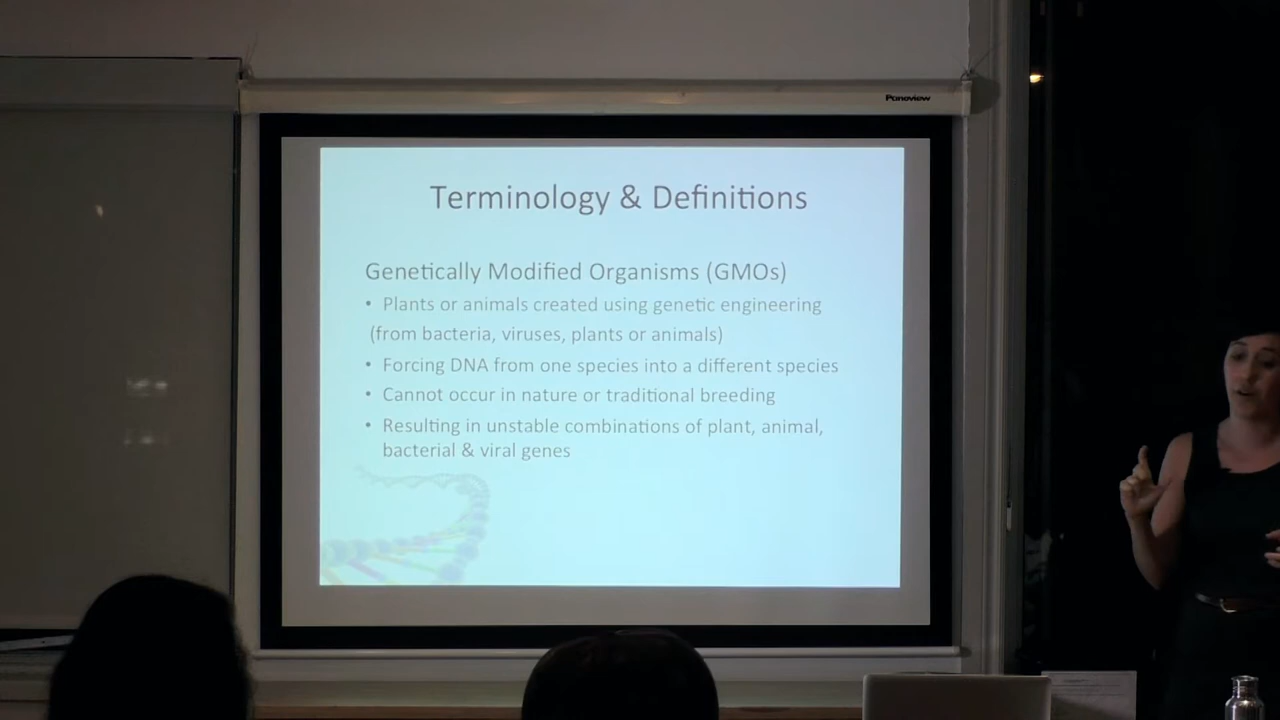 Paneview
Terminology & Definitions
Genetically Modified Organisms (GMOs)
• Plants or animals created using genetic engineering
(from bacteria, viruses, plants or animals)
• Forcing DNA from one species into a different species
• Cannot occur in nature or traditional breeding
• Resulting in unstable combinations of plant, animal,
bacterial & viral genes